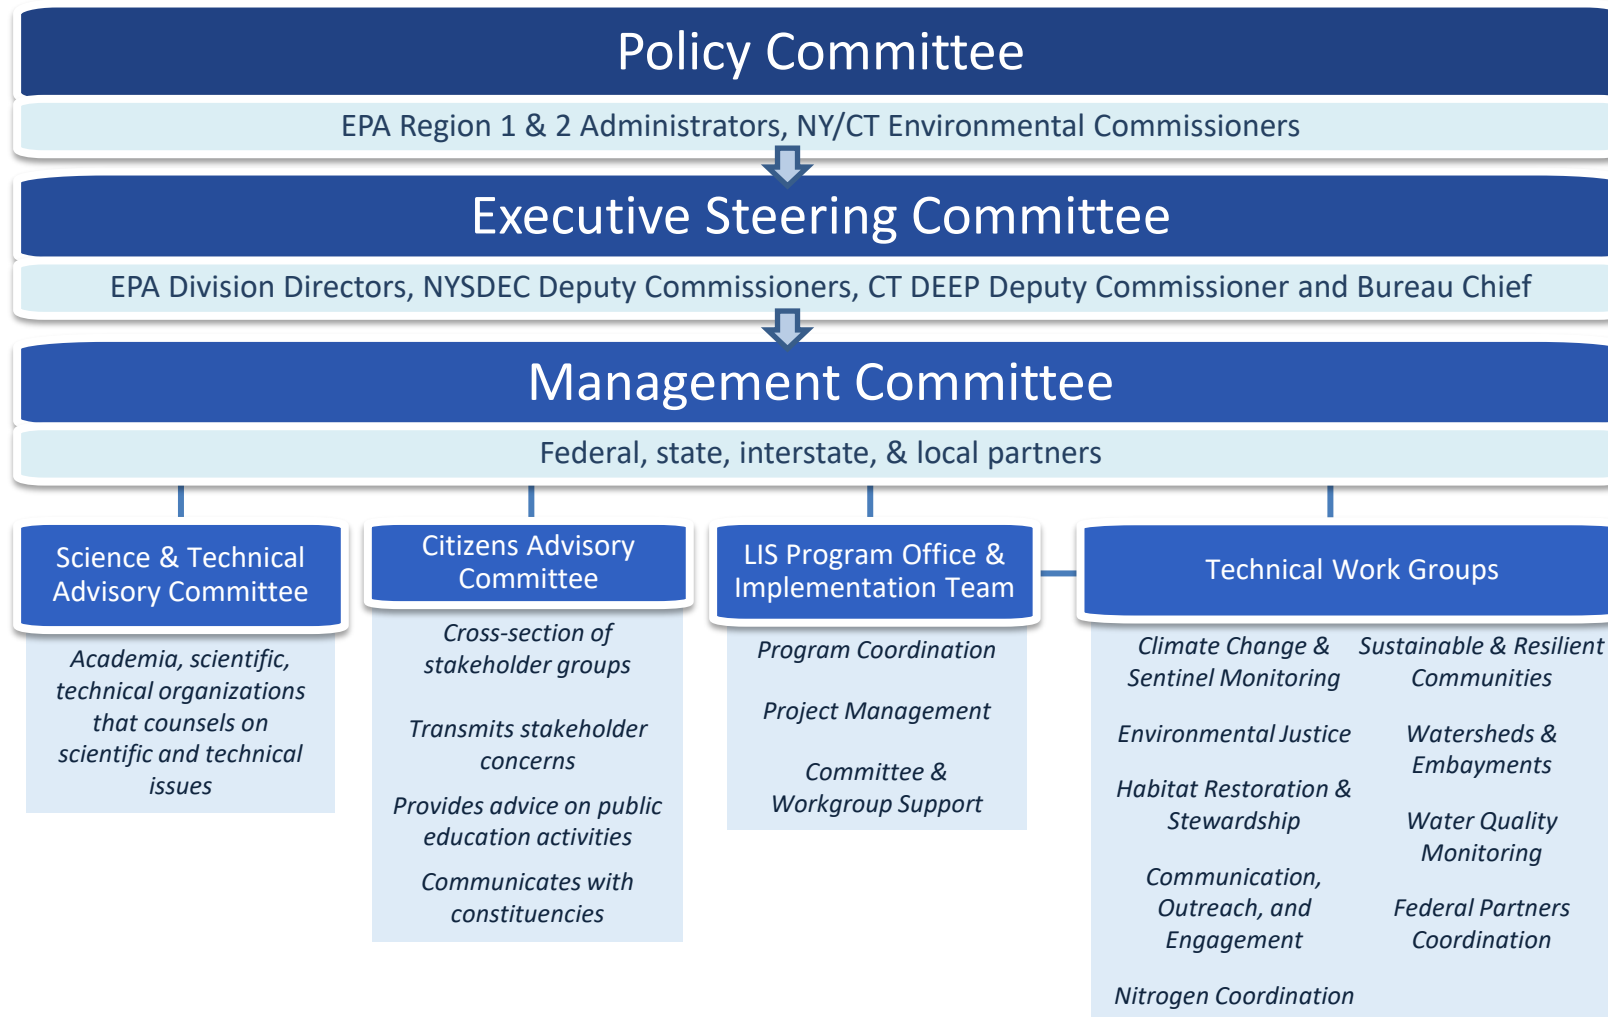 Policy Committee
EPA Region 1 & 2 Administrators, NY/CT Environmental Commissioners
Executive Steering Committee
EPA Division Directors, NYSDEC Deputy Commissioners, CT DEEP Deputy Commissioner and Bureau Chief
Management Committee
Federal, state, interstate, & local partners
Science & Technical
Advisory Committee
Academia, scientific,
technical organizations
that counsels on
scientific and technical
issues
Citizens Advisory
Committee
Cross-section of
stakeholder groups
Transmits stakeholder
concerns
Provides advice on public
education activities
Communicates with
constituencies
LIS Program Office &
Implementation Team
Program Coordination
Project Management
Committee &
Workgroup Support
Technical Work Groups
Climate Change &
Sentinel Monitoring
Environmental Justice
Habitat Restoration &
Stewardship
Communication,
Outreach, and
Engagement
Nitrogen Coordination
Sustainable & Resilient
Communities
Watersheds &
Embayments
Water Quality
Monitoring
Federal Partners
Coordination